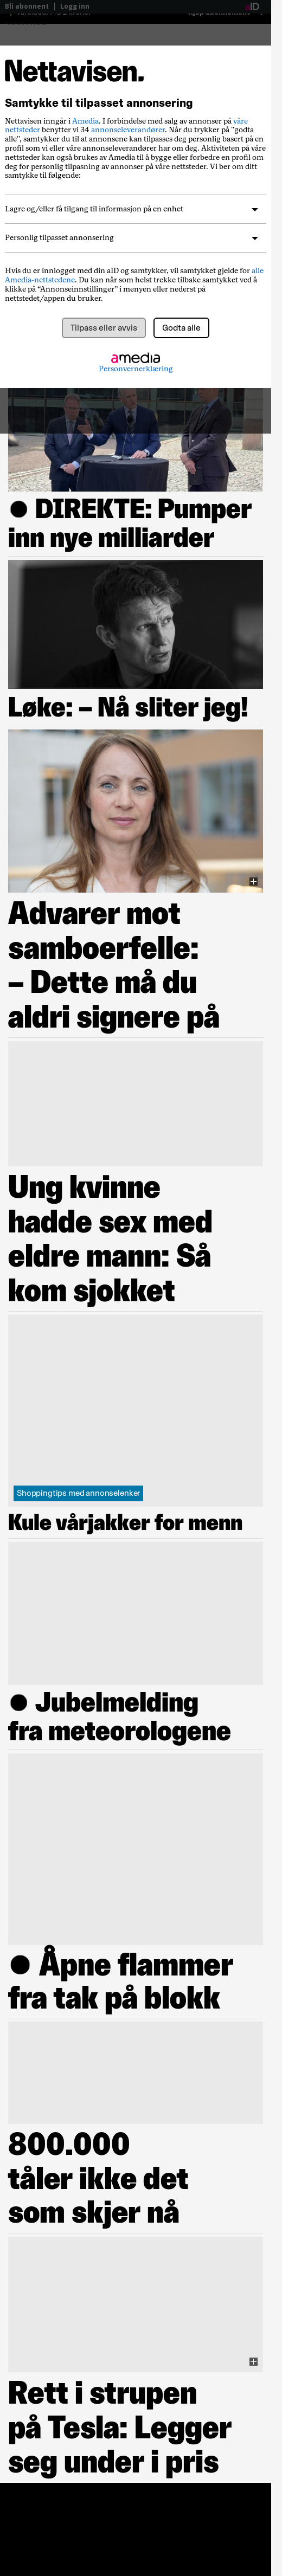 Bli abonnent | Logg inn
aID
Nettavisen.
Samtykke til tilpasset annonsering
Nettavisen inngår i Amedia. I forbindelse med salg av annonser på våre
nettsteder benytter vi 34 annonseleverandører. Når du trykker på "godta
alle", samtykker du til at annonsene kan tilpasses deg personlig basert på en
profil som vi eller våre annonseleverandører har om deg. Aktiviteten på våre
nettsteder kan også brukes av Amedia til å bygge eller forbedre en profil om
deg for personlig tilpasning av annonser på våre nettsteder. Vi ber om ditt
samtykke til følgende:
Lagre og/eller få tilgang til informasjon på en enhet
Personlig tilpasset annonsering
Hvis du er innlogget med din aID og samtykker, vil samtykket gjelde for alle
Amedia-nettstedene. Du kan når som helst trekke tilbake samtykket ved å
klikke på “Annonseinnstillinger” i menyen eller nederst på
nettstedet/appen du bruker.
Tilpass eller avvis Godta alle
amedia
Personvernerklæring
DIREKTE: Pumper
inn nye milliarder
Løke: – Nå sliter jeg!
Advarer mot
samboerfelle:
– Dette må du
aldri signere på
Ung kvinne
hadde sex med
eldre mann: Så
kom sjokket
Shoppingtips med annonselenker
Kule vårjakker for menn
Jubelmelding
fra meteorologene
Åpne flammer
fra tak på blokk
800.000
tåler ikke det
som skjer nå
Rett i strupen
på Tesla: Legger
seg under i pris